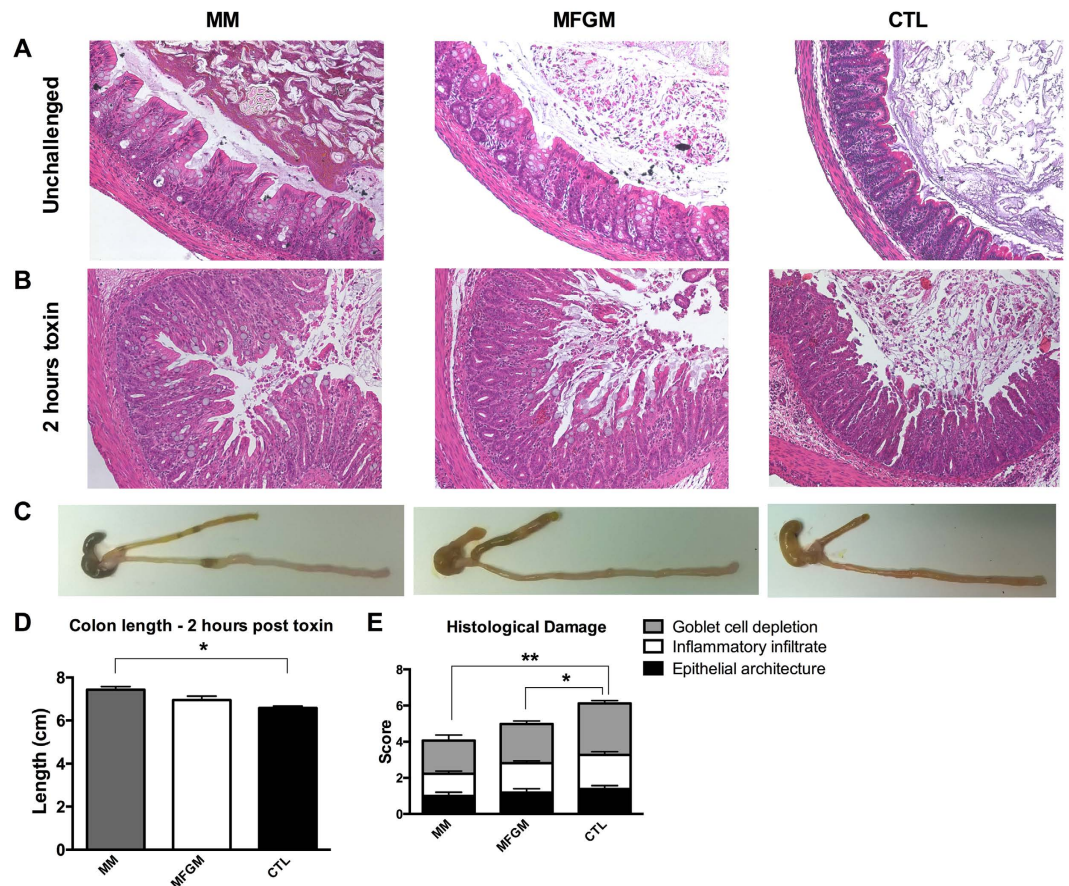 MM MFGM CTL
A
Unchallenged
B
2 hours toxin
C
D
Colon length - 2 hours post toxin
*
Length (cm)
8
6
4
2
0
MM MFGM CTL
E
Histological Damage
Goblet cell depletion
Inflammatory infiltrate
Epithelial architecture
**
*
Score
8
6
4
2
0
MM MFGM CTL